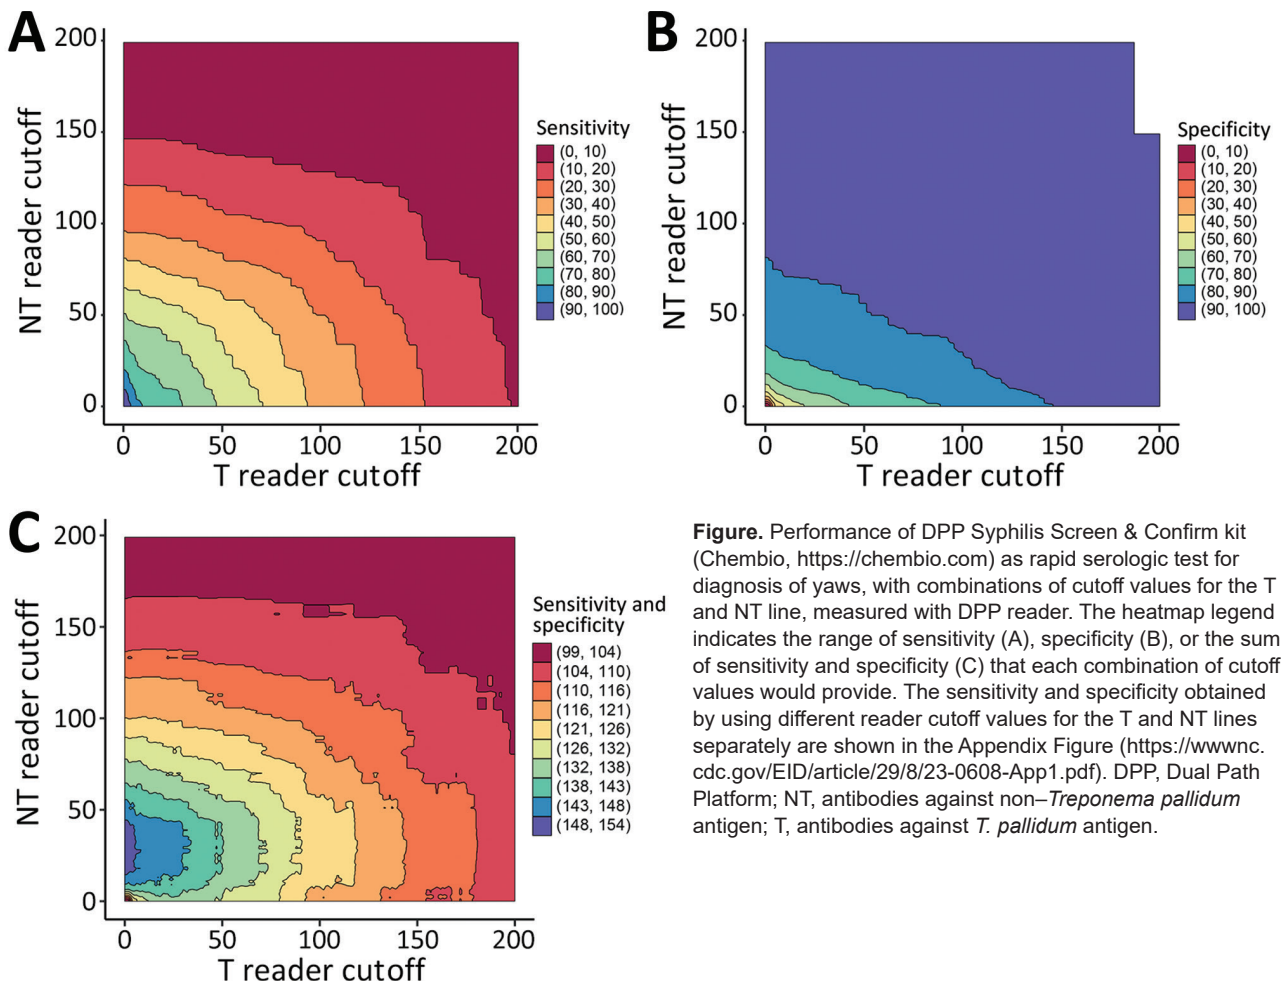 A
200
150
100
50
0
NT reader cutoff
0 50 100 150 200
T reader cutoff
Sensitivity
(0, 10)
(10, 20)
(20, 30)
(30, 40)
(40, 50)
(50, 60)
(60, 70)
(70, 80)
(80, 90)
(90, 100)
B
200
150
100
50
0
NT reader cutoff
0 50 100 150 200
T reader cutoff
Specificity
(0, 10)
(10, 20)
(20, 30)
(30, 40)
(40, 50)
(50, 60)
(60, 70)
(70, 80)
(80, 90)
(90, 100)
C
200
150
100
50
0
NT reader cutoff
0 50 100 150 200
T reader cutoff
Sensitivity and
specificity
(99, 104)
(104, 110)
(110, 116)
(116, 121)
(121, 126)
(126, 132)
(132, 138)
(138, 143)
(143, 148)
(148, 154)
Figure. Performance of DPP Syphilis Screen & Confirm kit
(Chembio, https://chembio.com) as rapid serologic test for
diagnosis of yaws, with combinations of cutoff values for the T
and NT line, measured with DPP reader. The heatmap legend
indicates the range of sensitivity (A), specificity (B), or the sum
of sensitivity and specificity (C) that each combination of cutoff
values would provide. The sensitivity and specificity obtained
by using different reader cutoff values for the T and NT lines
separately are shown in the Appendix Figure (https://wwwnc.
cdc.gov/EID/article/29/8/23-0608-App1.pdf). DPP, Dual Path
Platform; NT, antibodies against non–Treponema pallidum
antigen; T, antibodies against T. pallidum antigen.